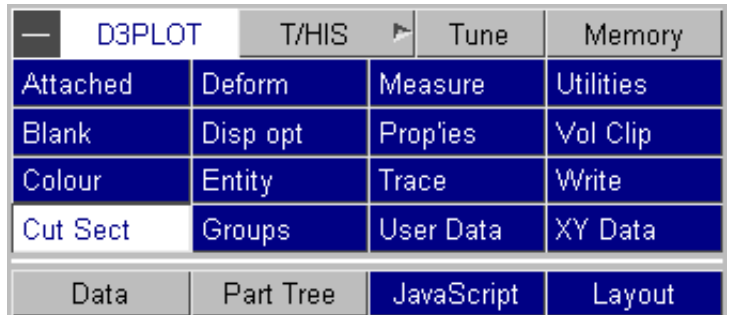 D3PLOT T/HIS Tune Memory
Attached Deform Measure Utilities
Blank Disp opt Prop'ies Vol Clip
Colour Entity Trace Write
Cut Sect Groups User Data XY Data
Data Part Tree JavaScript Layout